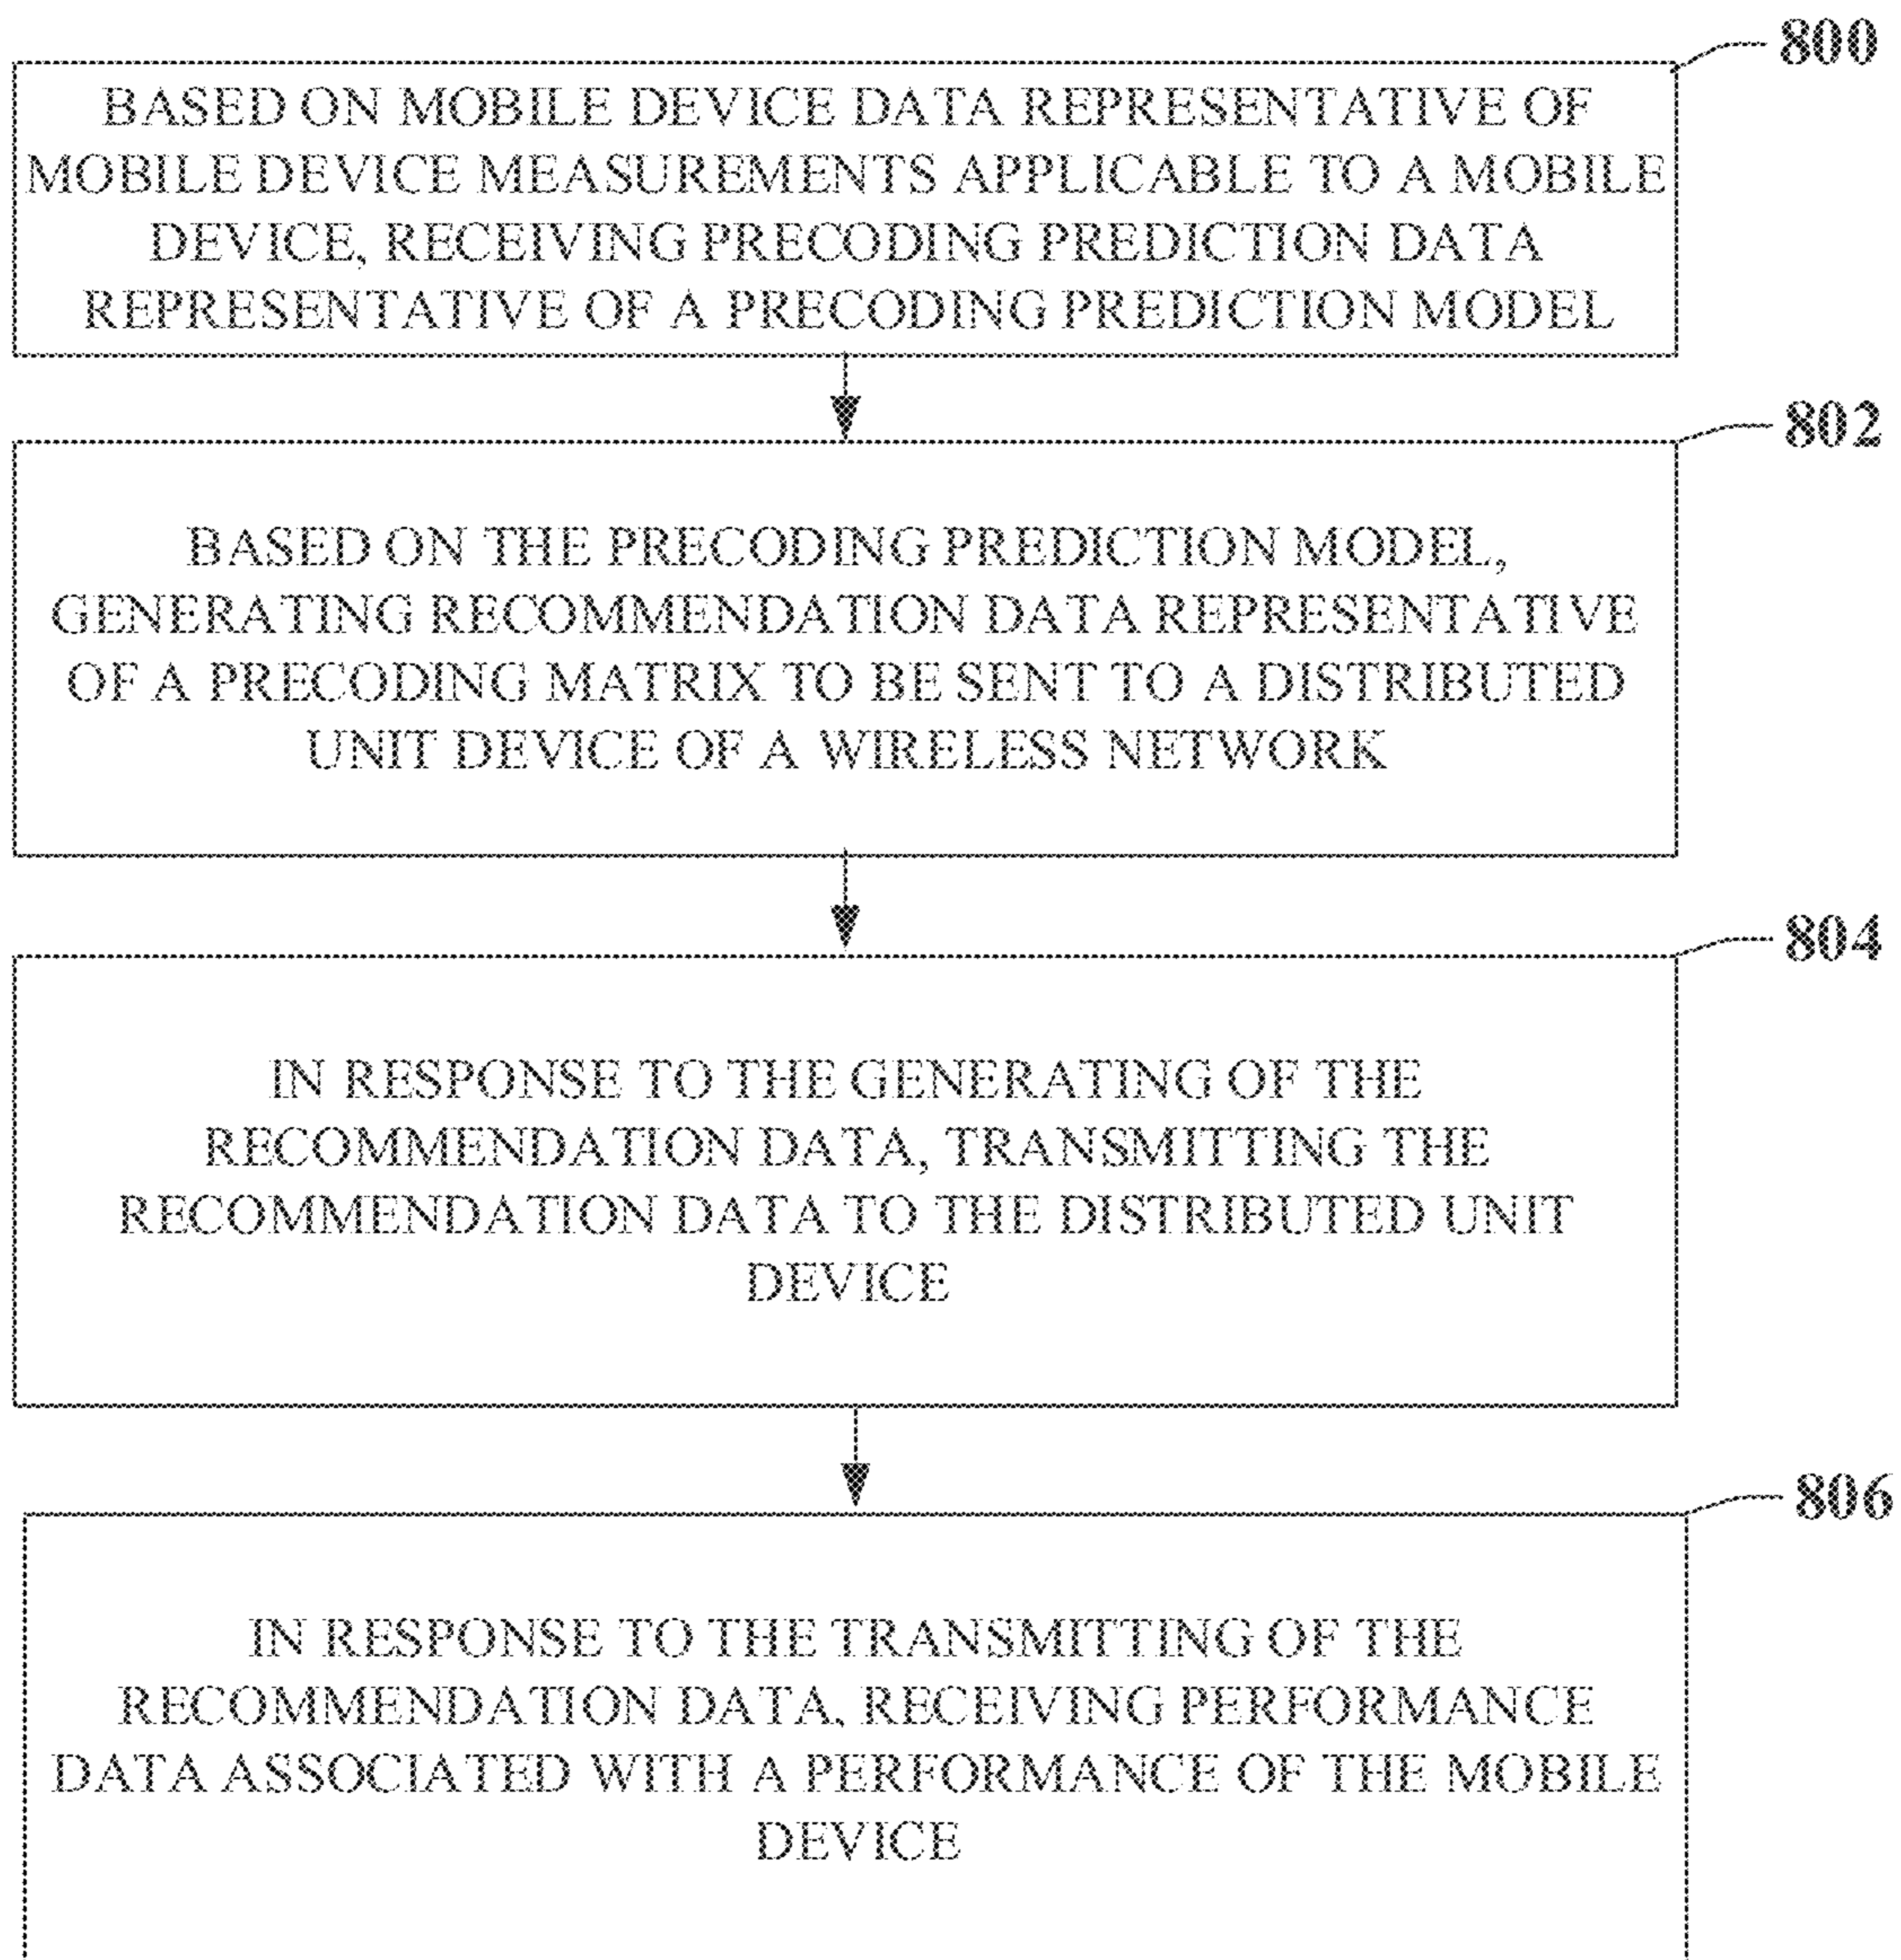 800
BASED ON MOBILE DEVICE DATA REPRESENTATIVE OF
MOBILE DEVICE MEASUREMENTS APPLICABLE TO A MOBILE
DEVICE, RECEIVING PRECODING PREDICTION DATA
REPRESENTATIVE OF A PRECODING PREDICTION MODEL
802
BASED ON THE PRECODING PREDICTION MODEL,
GENERATING RECOMMENDATION DATA REPRESENTATIVE
OF A PRECODING MATRIX TO BE SENT TO A DISTRIBUTED
UNIT DEVICE OF A WIRELESS NETWORK
804
IN RESPONSE TO THE GENERATING OF THE
RECOMMENDATION DATA, TRANSMITTING THE
RECOMMENDATION DATA TO THE DISTRIBUTED UNIT
DEVICE
806
IN RESPONSE TO THE TRANSMITTING OF THE
RECOMMENDATION DATA, RECEIVING PERFORMANCE
DATA ASSOCIATED WITH A PERFORMANCE OF THE MOBILE
DEVICE